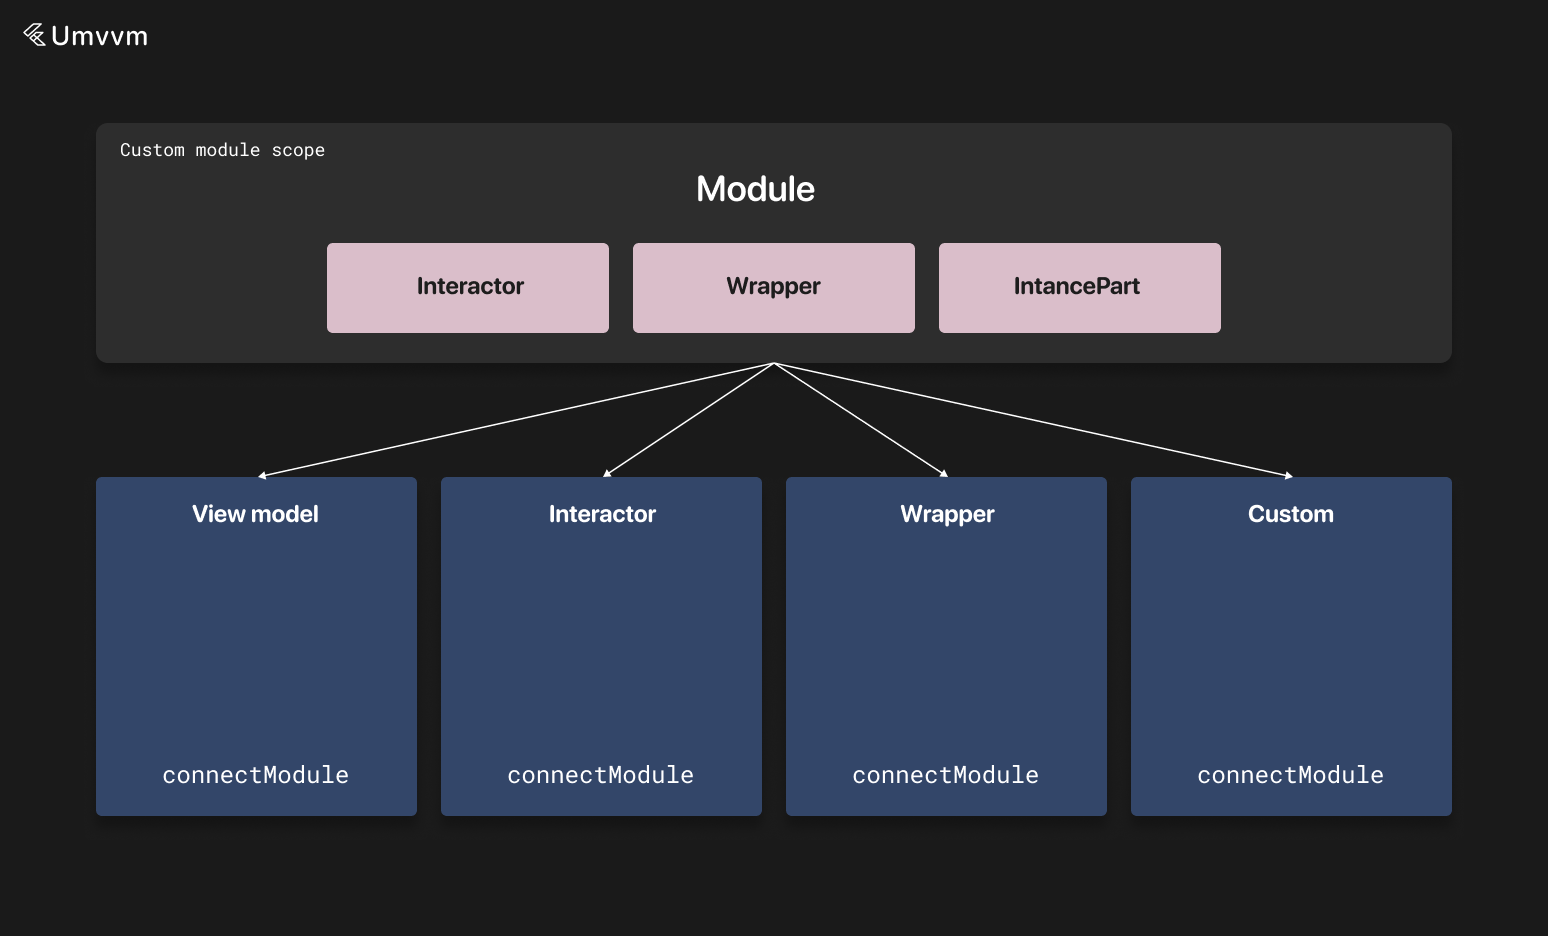 Umvvm
Custom module scope
Module
Interactor
Wrapper
IntancePart
View model
Interactor
Wrapper
Custom
connectModule
connectModule
connectModule
connectModule